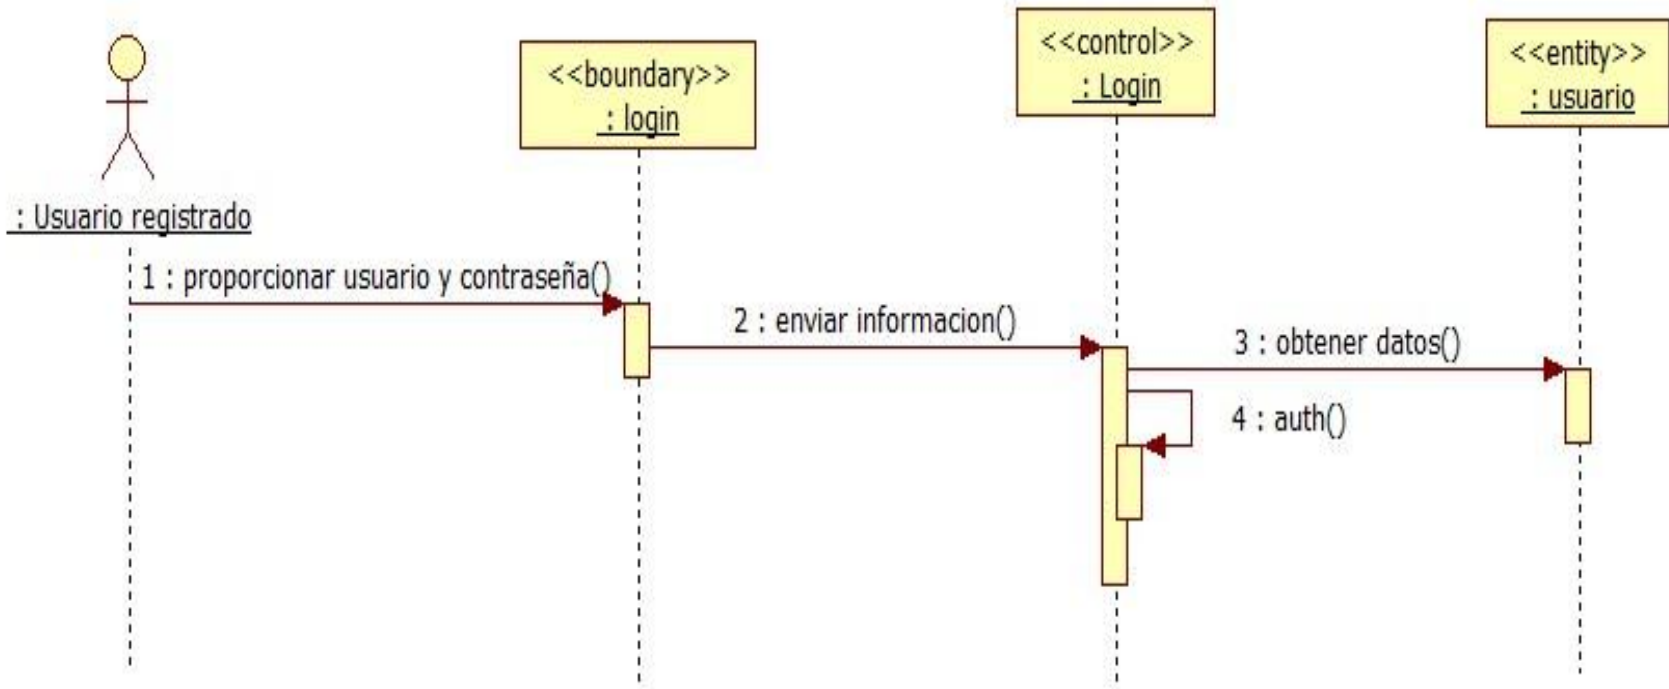 <<boundary>>
: login
<<control>>
: Login
<<entity>>
: usuario
: Usuario registrado
1 : proporcionar usuario y contraseña()
2 : enviar informacion()
3 : obtener datos()
4 : auth()